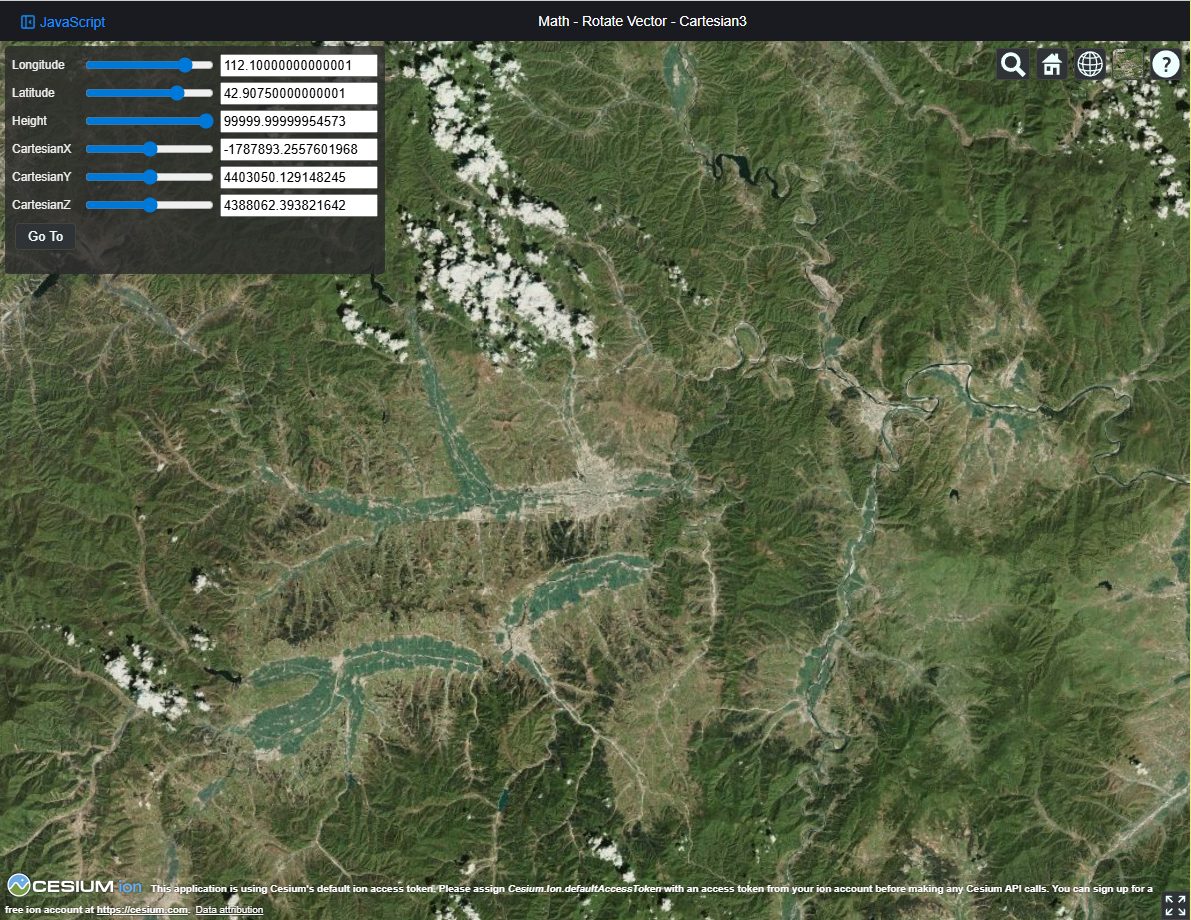 JavaScript
Math - Rotate Vector - Cartesian3
Longitude 112.10000000000001
Latitude 42.90750000000001
Height 99999.99999954573
CartesianX -1787893.2557601968
CartesianY 4403050.129148245
CartesianZ 4388062.393821642
Go To
?
CESIUM ion This application is using Cesium's default ion access token. Please assign Cesium.Ion.defaultAccessToken with an access token from your ion account before making any Cesium API calls. You can sign up for a
free ion account at https://cesium.com. Data attribution